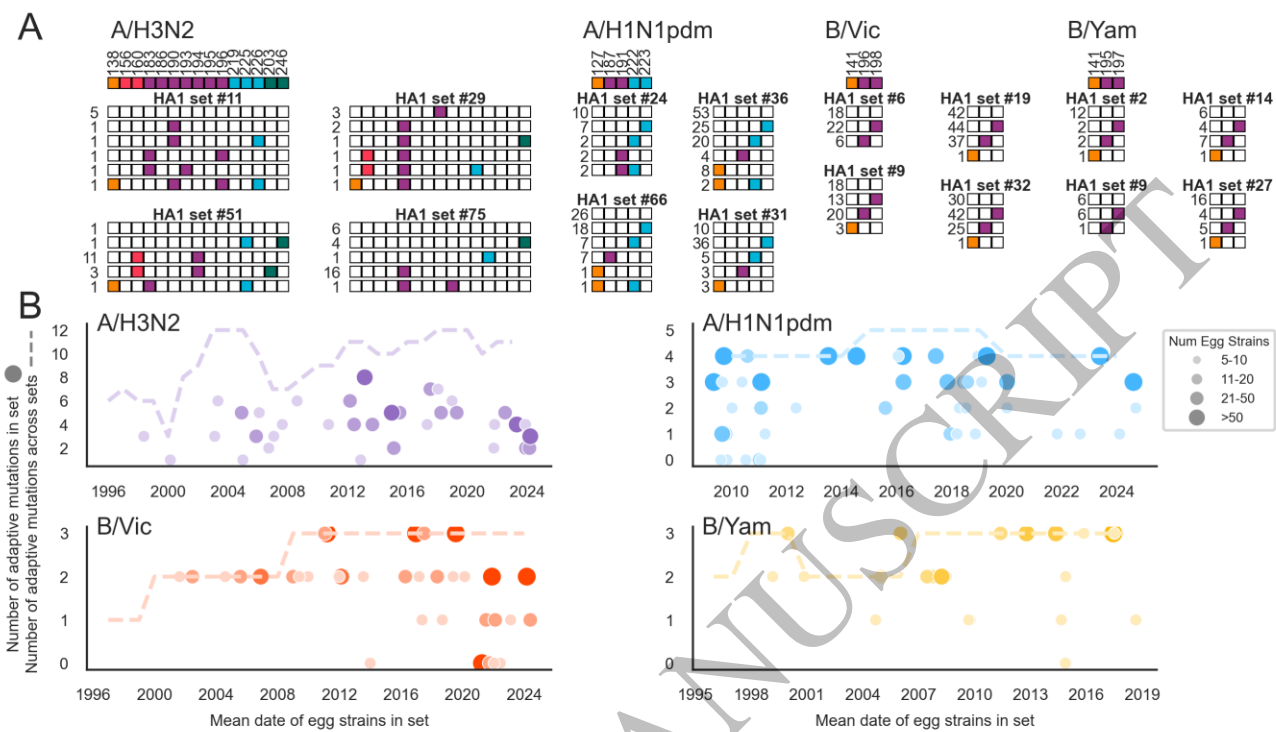 A
A/H3N2
A/H1N1pdm
B/Vic
B/Yam
138 156 160 183 186 190 193 194 195 196 219 225 226 203 246
127 187 191 222 223
141 196 198
141 195 197
HA1 set #11
5
1
1
1
1
1
HA1 set #29
3
2
1
1
1
1
HA1 set #24
10
7
2
2
2
HA1 set #36
53
25
20
4
8
2
HA1 set #6
18
22
6
HA1 set #19
42
44
37
1
HA1 set #2
12
2
2
1
HA1 set #14
6
4
7
1
HA1 set #51
1
1
11
3
1
HA1 set #75
6
4
1
16
1
HA1 set #66
26
18
7
7
1
1
HA1 set #31
10
36
5
3
3
HA1 set #9
18
13
20
3
HA1 set #32
30
42
25
1
HA1 set #9
6
6
1
HA1 set #27
16
4
5
1
B
Number of adaptive mutations in set
Number of adaptive mutations across sets
A/H3N2
12
10
8
6
4
2
1996 2000 2004 2008 2012 2016 2020 2024
A/H1N1pdm
5
4
3
2
1
0
2010 2012 2014 2016 2018 2020 2022 2024
Num Egg Strains
5-10
11-20
21-50
>50
B/Vic
3
2
1
0
1996 2000 2004 2008 2012 2016 2020 2024
Mean date of egg strains in set
B/Yam
3
2
1
0
1995 1998 2001 2004 2007 2010 2013 2016 2019
Mean date of egg strains in set
ANUSCRIPT